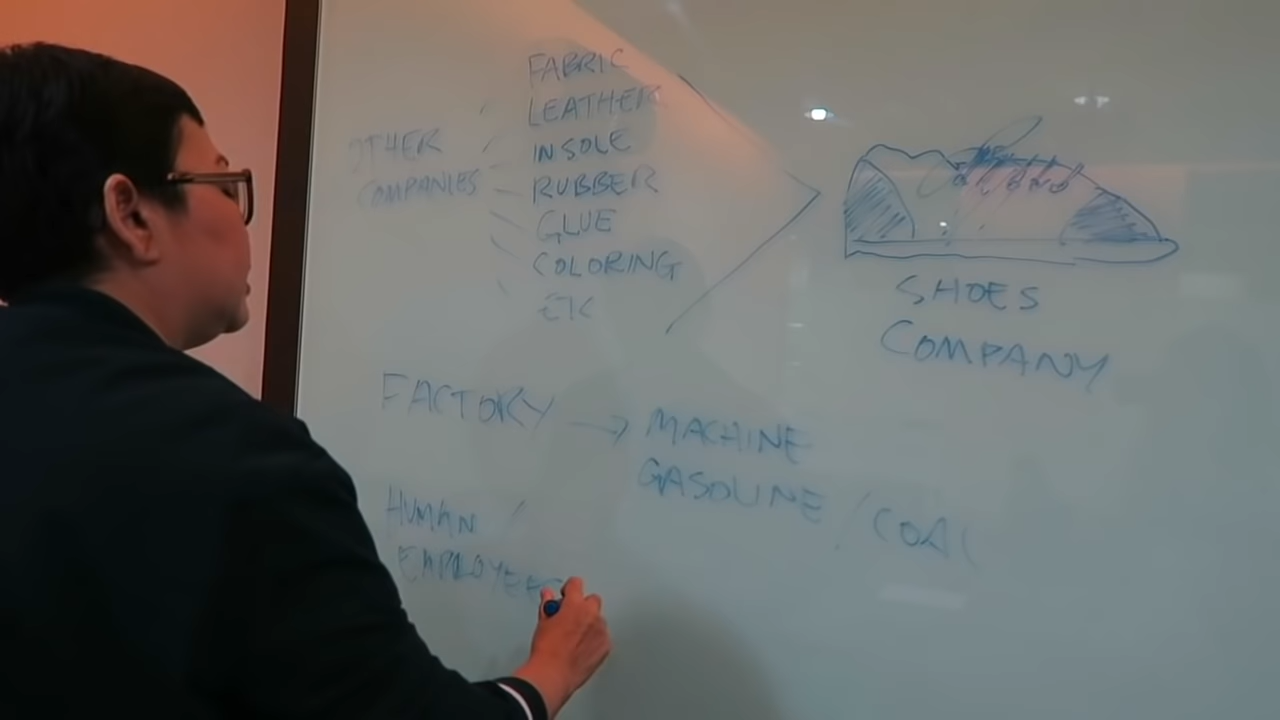 FABRIC
LEATHER
INSOLE
RUBBER
GLUE
COLORING
ETC
OTHER
COMPANIES
SHOES
COMPANY
FACTORY → MACHINE
GASOLINE / COAL
HUMAN /
EMPLOYEES